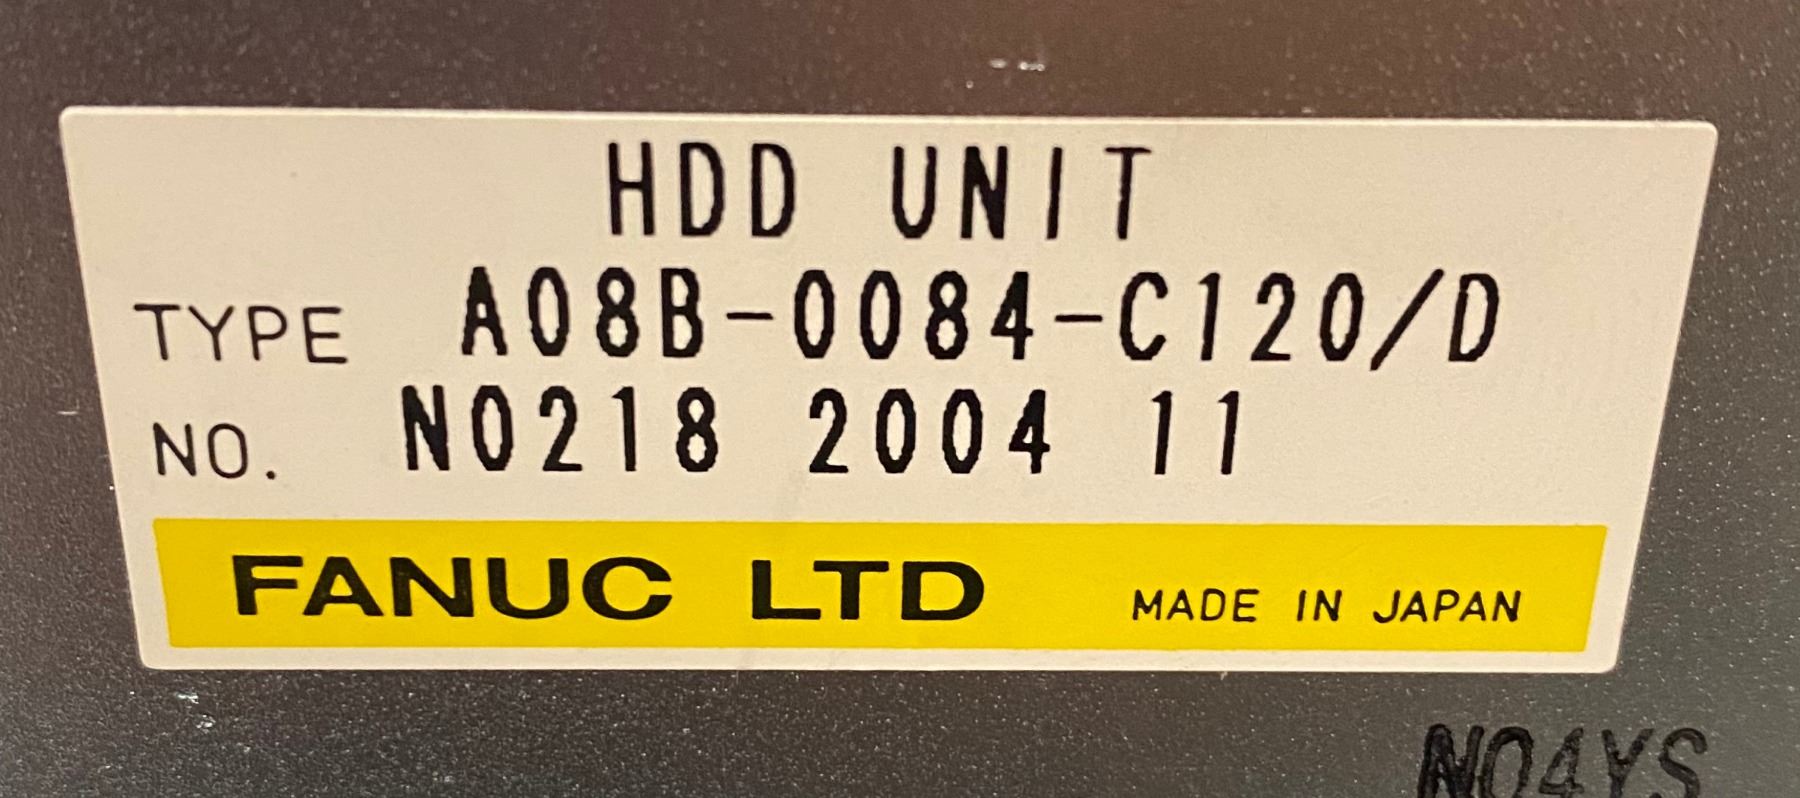 HDD UNIT
TYPE A08B-0084-C120/D
NO. N0218 2004 11
FANUC LTD MADE IN JAPAN
N04YS